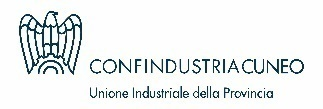 CONFINDUSTRIACUNEO
Unione Industriale della Provincia